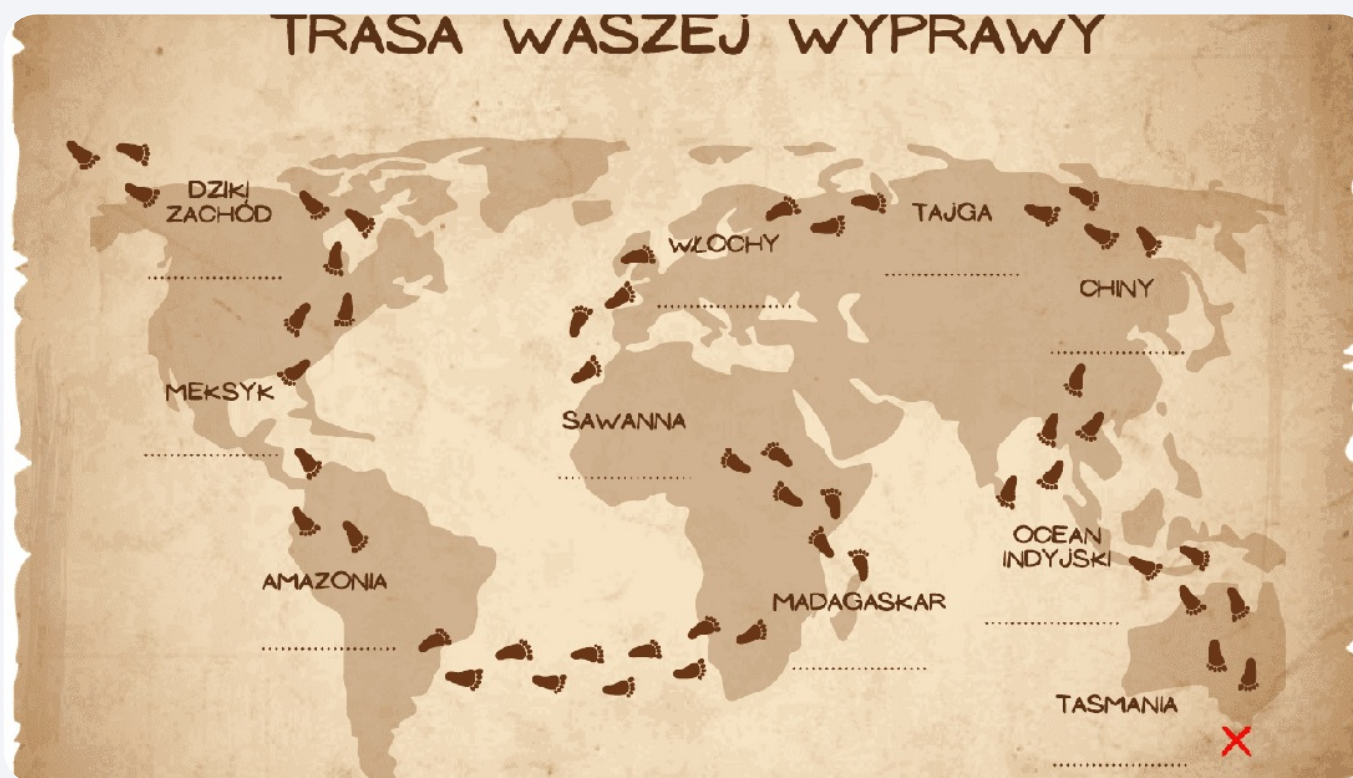 TRASA WASZEJ WYPRAWY
DZIKI
ZACHÓD
TAJGA
WŁOCHY
CHINY
MEKSYK
SAWANNA
OCEAN
INDYJSKI
AMAZONIA
MADAGASKAR
TASMANIA